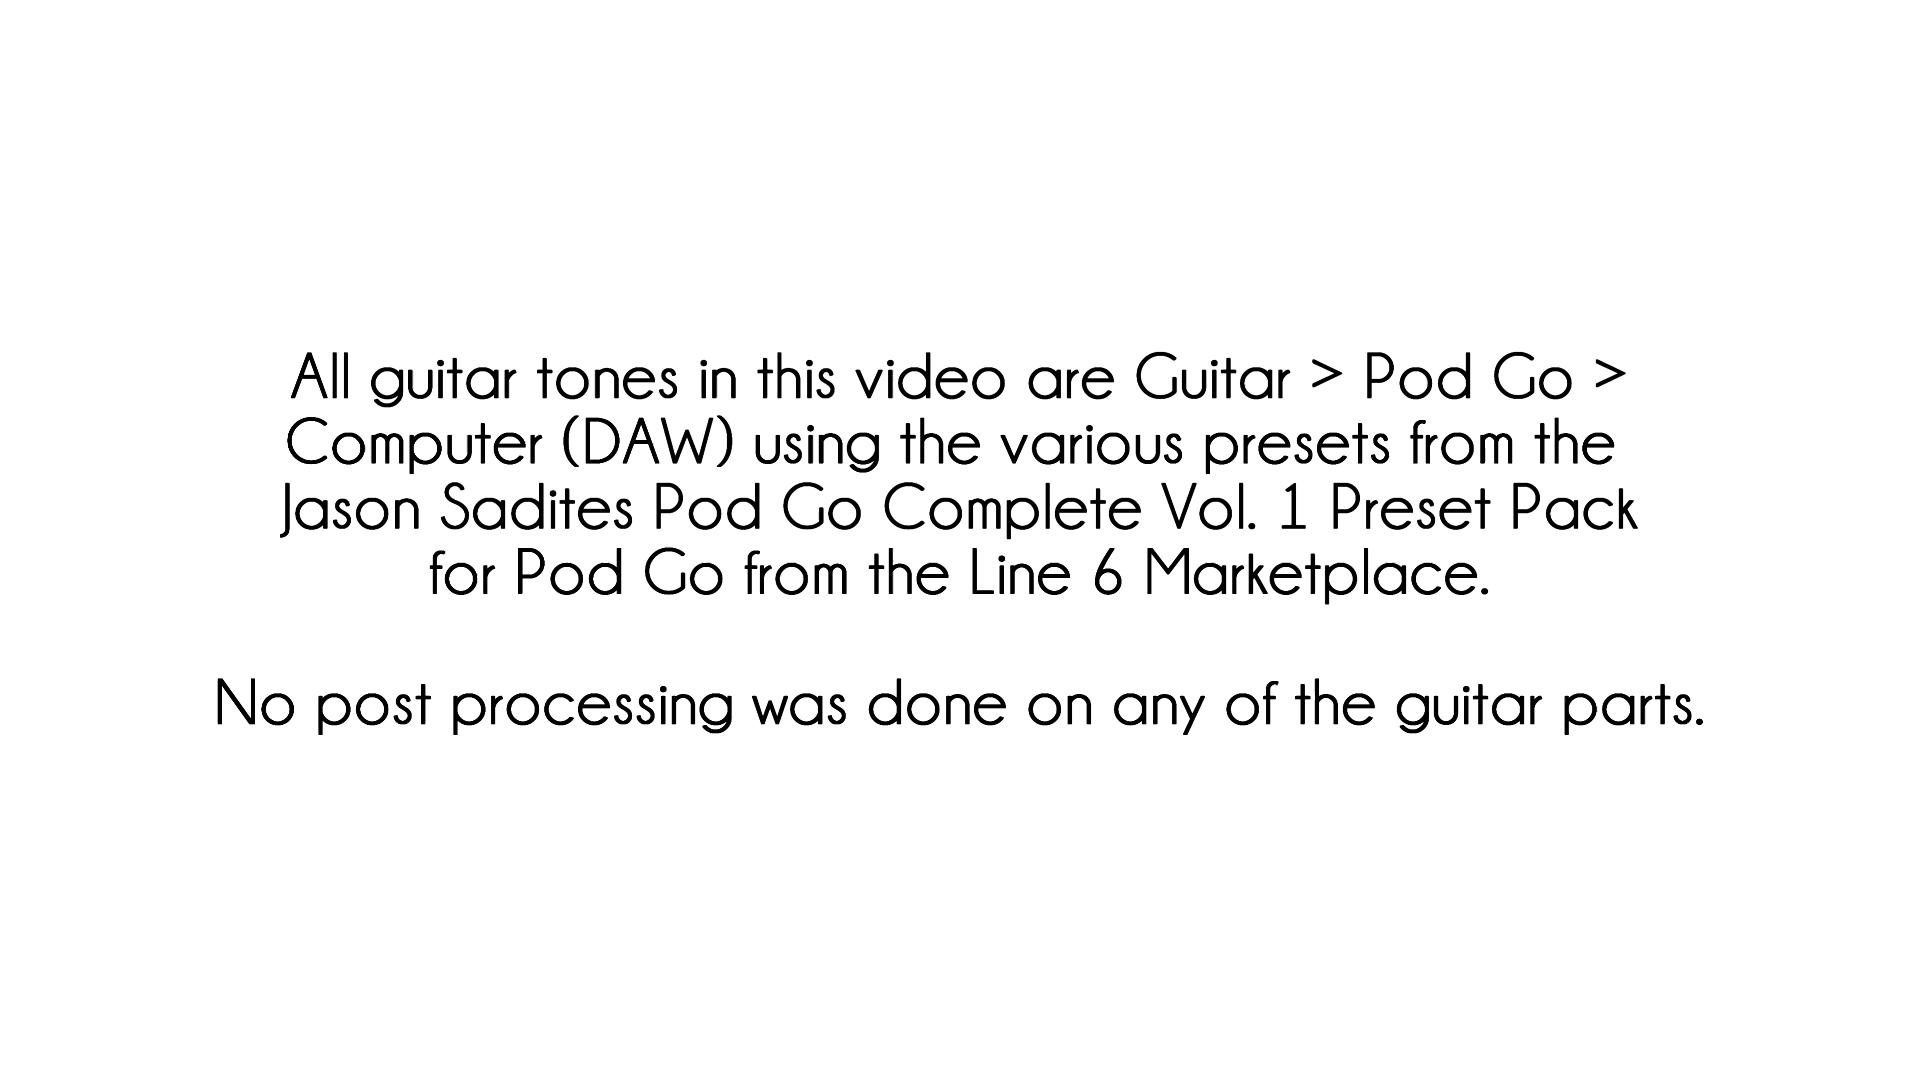 All guitar tones in this video are Guitar > Pod Go >
Computer (DAW) using the various presets from the
Jason Sadites Pod Go Complete Vol. 1 Preset Pack
for Pod Go from the Line 6 Marketplace.
No post processing was done on any of the guitar parts.